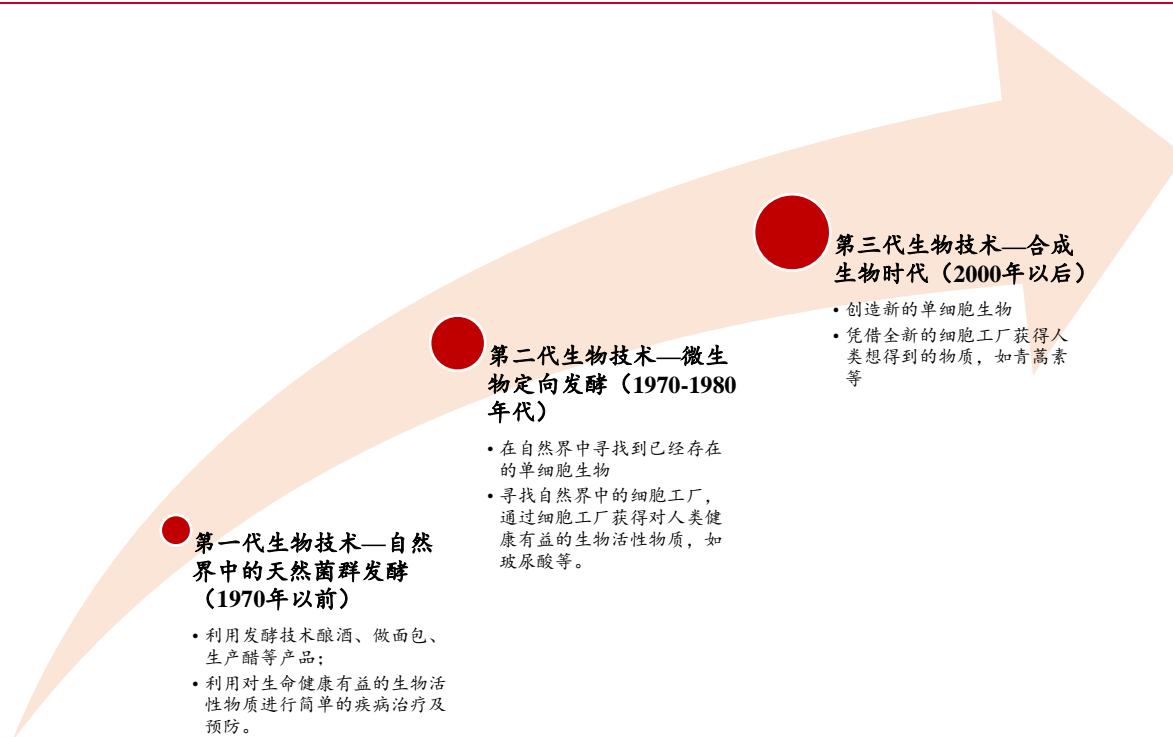 第一代生物技术—自然
界中的天然菌群发酵
（1970年以前）
• 利用发酵技术酿酒、做面包、
生产醋等产品；
• 利用对生命健康有益的生物活
性物质进行简单的疾病治疗及
预防。
第二代生物技术—微生
物定向发酵（1970-1980
年代）
• 在自然界中寻找到已经存在
的单细胞生物
• 寻找自然界中的细胞工厂，
通过细胞工厂获得对人类健
康有益的生物活性物质，如
玻尿酸等。
第三代生物技术—合成
生物时代（2000年以后）
• 创造新的单细胞生物
• 凭借全新的细胞工厂获得人
类想得到的物质，如青蒿素
等